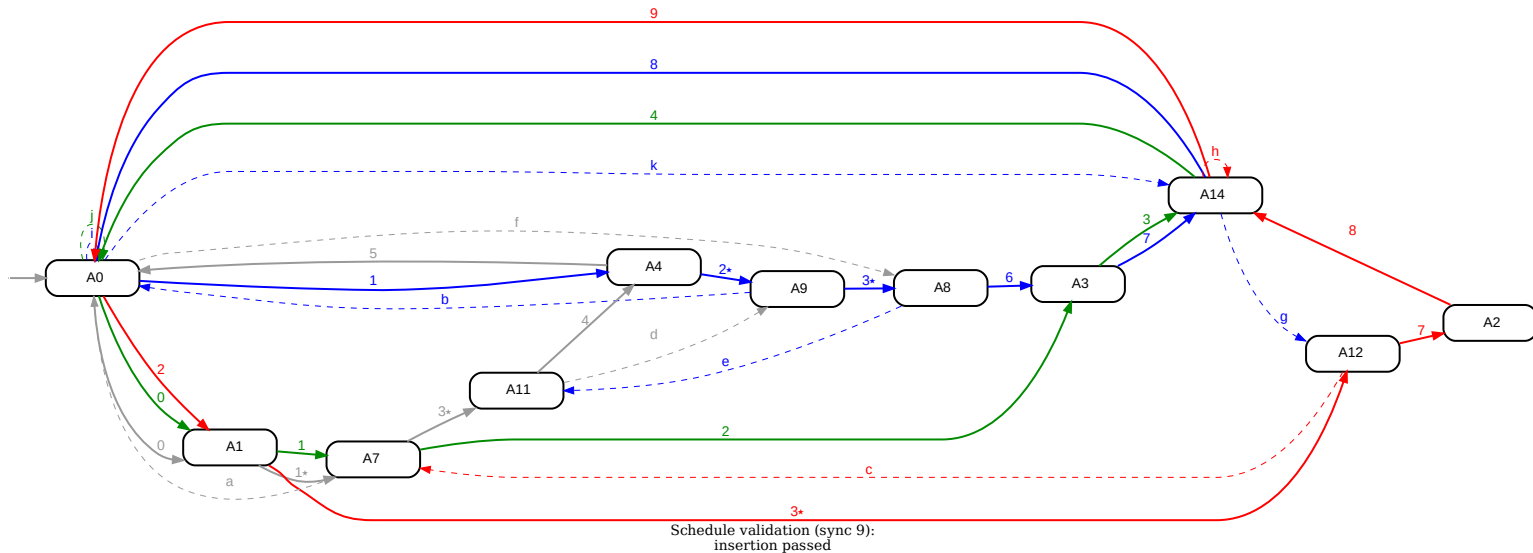 9
8
4
k
h
j
i
A14
f
3
7
5
8
A0
A4
2⋆
1
A9
3⋆
A8
6
A3
b
g
A2
4
d
7
A12
e
2
A11
0
3⋆
2
A1
0
1
A7
1⋆
c
a
3⋆
Schedule validation (sync 9):
insertion passed